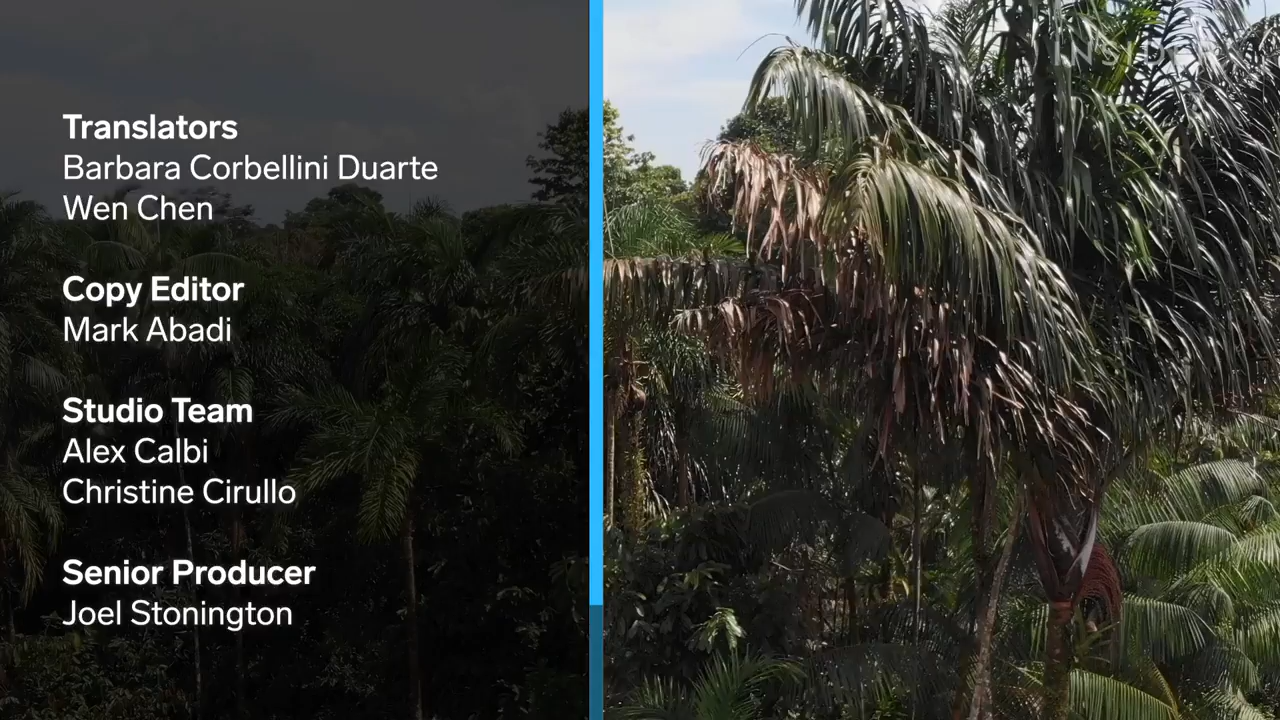 INSIDER
Translators
Barbara Corbellini Duarte
Wen Chen
Copy Editor
Mark Abadi
Studio Team
Alex Calbi
Christine Cirullo
Senior Producer
Joel Stonington